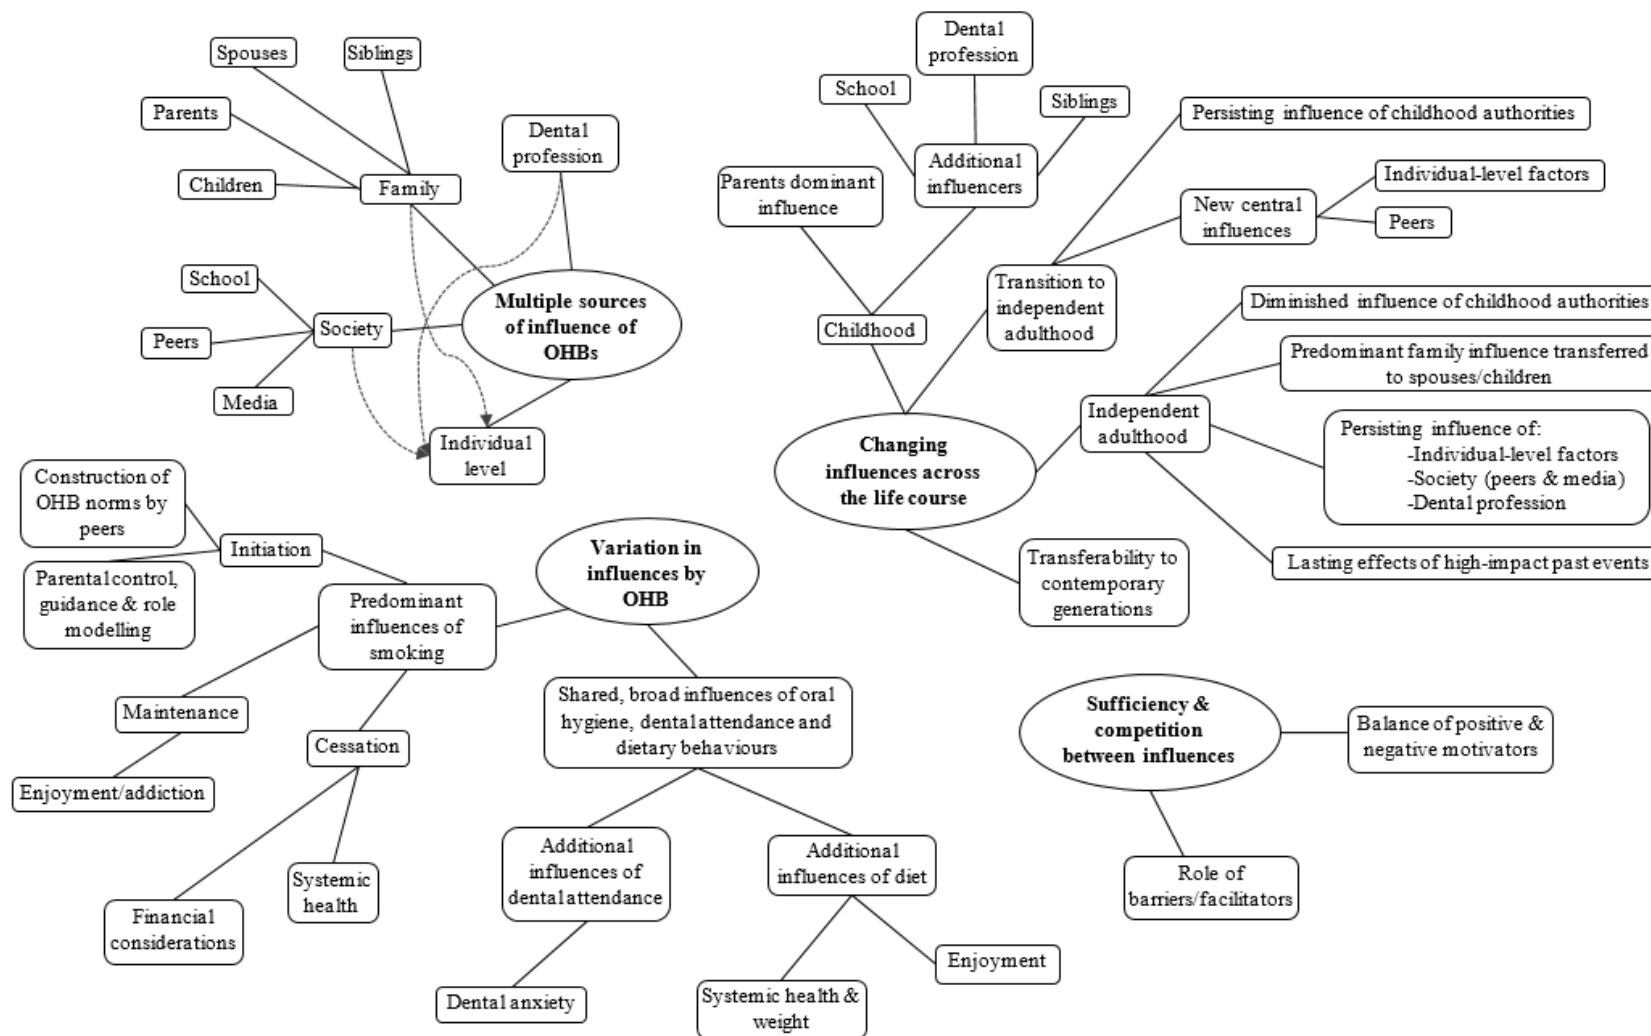 Spouses
Siblings
Parents
Children
Family
Dental
profession
School
Society
Peers
Media
Multiple sources
of influence of
OHBs
Individual
level
Dental
profession
School
Siblings
Additional
influencers
Parents dominant
influence
Childhood
Persisting influence of childhood authorities
Individual-level factors
New central
influences
Peers
Transition to
independent
adulthood
Diminished influence of childhood authorities
Predominant family influence transferred
to spouses/children
Independent
adulthood
Persisting influence of:
-Individual-level factors
-Society (peers & media)
-Dental profession
Lasting effects of high-impact past events
Changing
influences across
the life course
Transferability to
contemporary
generations
Construction of
OHB norms by
peers
Initiation
Parental control,
guidance & role
modelling
Variation in
influences by
OHB
Predominant
influences of
smoking
Maintenance
Enjoyment/addiction
Cessation
Financial
considerations
Systemic
health
Shared, broad influences of oral
hygiene, dental attendance and
dietary behaviours
Additional
influences of
dental attendance
Dental anxiety
Additional
influences of diet
Systemic health &
weight
Enjoyment
Sufficiency &
competition
between influences
Balance of positive &
negative motivators
Role of
barriers/facilitators